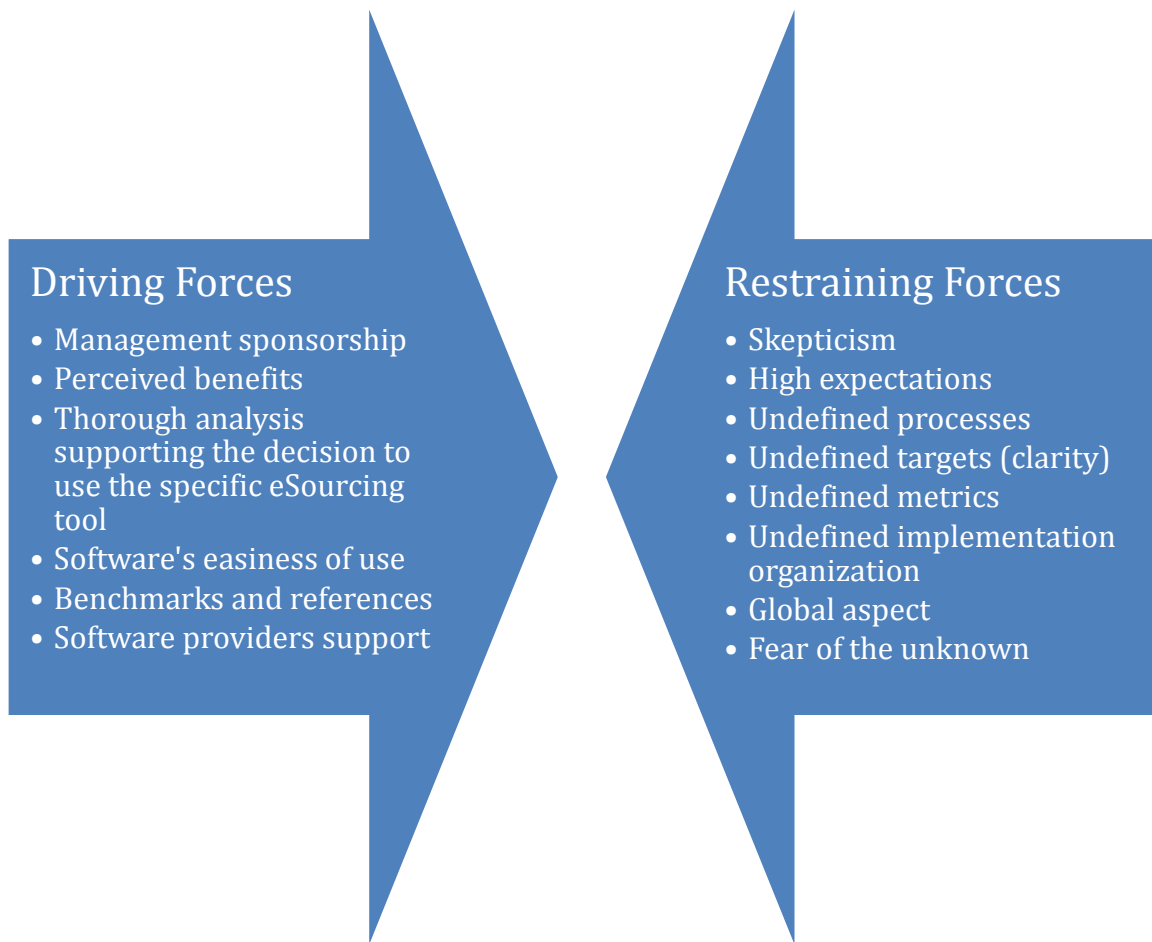 Driving Forces
• Management sponsorship
• Perceived benefits
• Thorough analysis
supporting the decision to
use the specific eSourcing
tool
• Software's easiness of use
• Benchmarks and references
• Software providers support
Restraining Forces
• Skepticism
• High expectations
• Undefined processes
• Undefined targets (clarity)
• Undefined metrics
• Undefined implementation
organization
• Global aspect
• Fear of the unknown